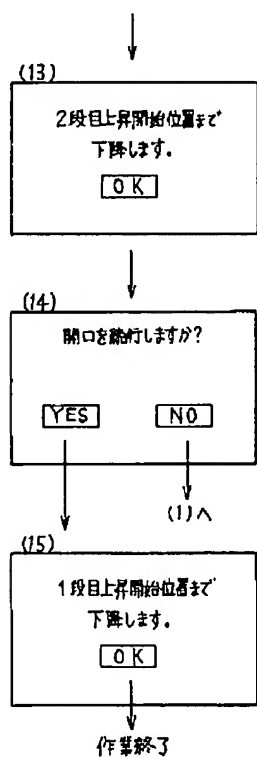 (13)
2段目上昇開始位置まで
下降します。
OK
(14)
開口を続行しますか?
YES NO
(1)へ
(15)
1段目上昇開始位置まで
下降します。
OK
作業終了